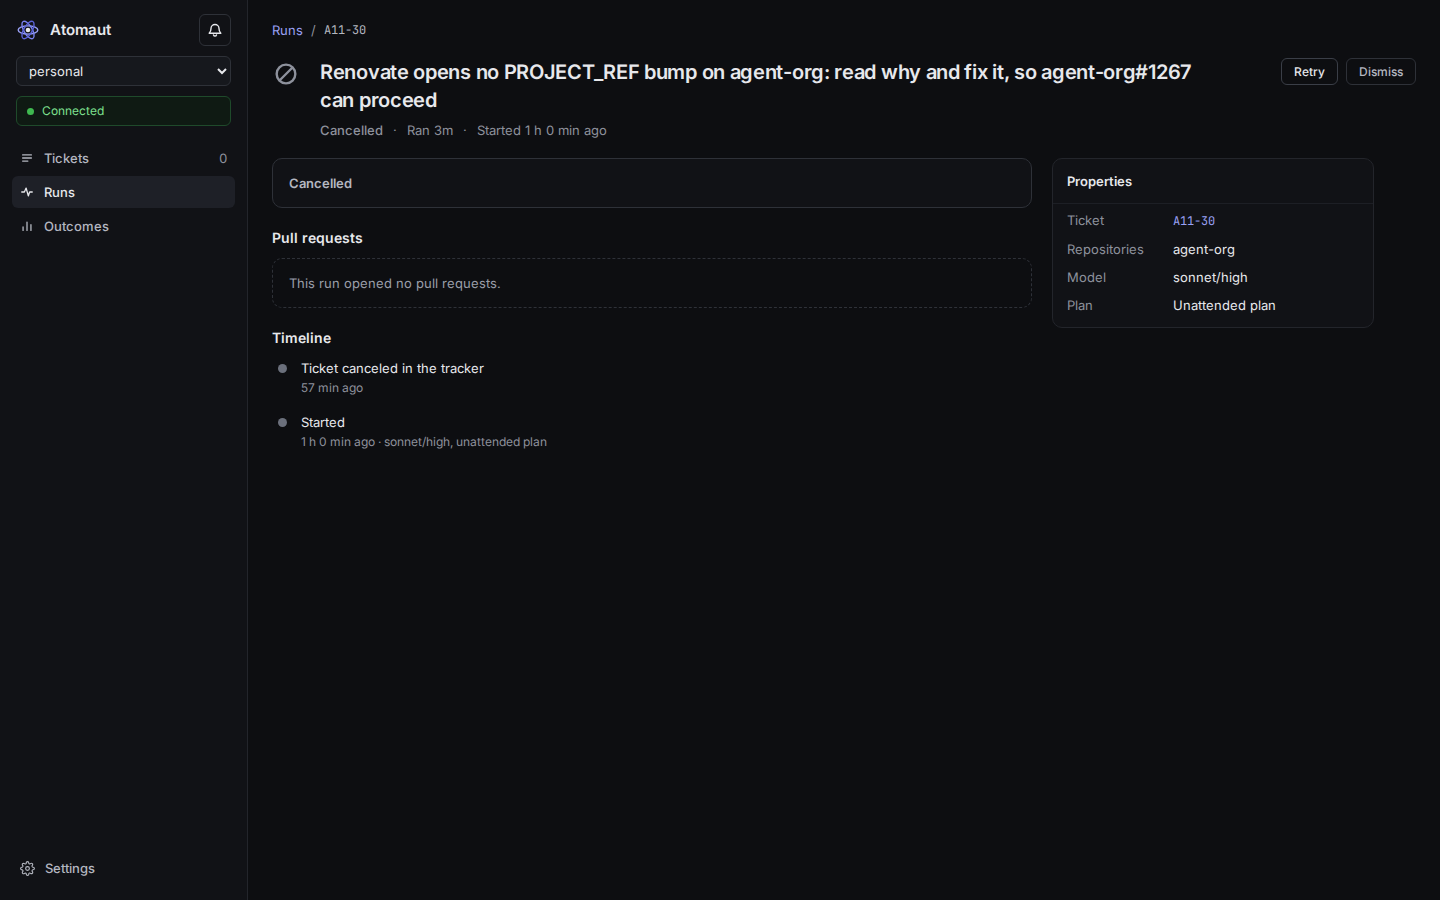 Atomaut
personal
Connected
Tickets 0
Runs
Outcomes
Settings
Runs / A11-30
Renovate opens no PROJECT_REF bump on agent-org: read why and fix it, so agent-org#1267
can proceed
Cancelled · Ran 3m · Started 1 h 0 min ago
Retry
Dismiss
Cancelled
Pull requests
This run opened no pull requests.
Timeline
Ticket canceled in the tracker
57 min ago
Started
1 h 0 min ago · sonnet/high, unattended plan
Properties
Ticket A11-30
Repositories agent-org
Model sonnet/high
Plan Unattended plan